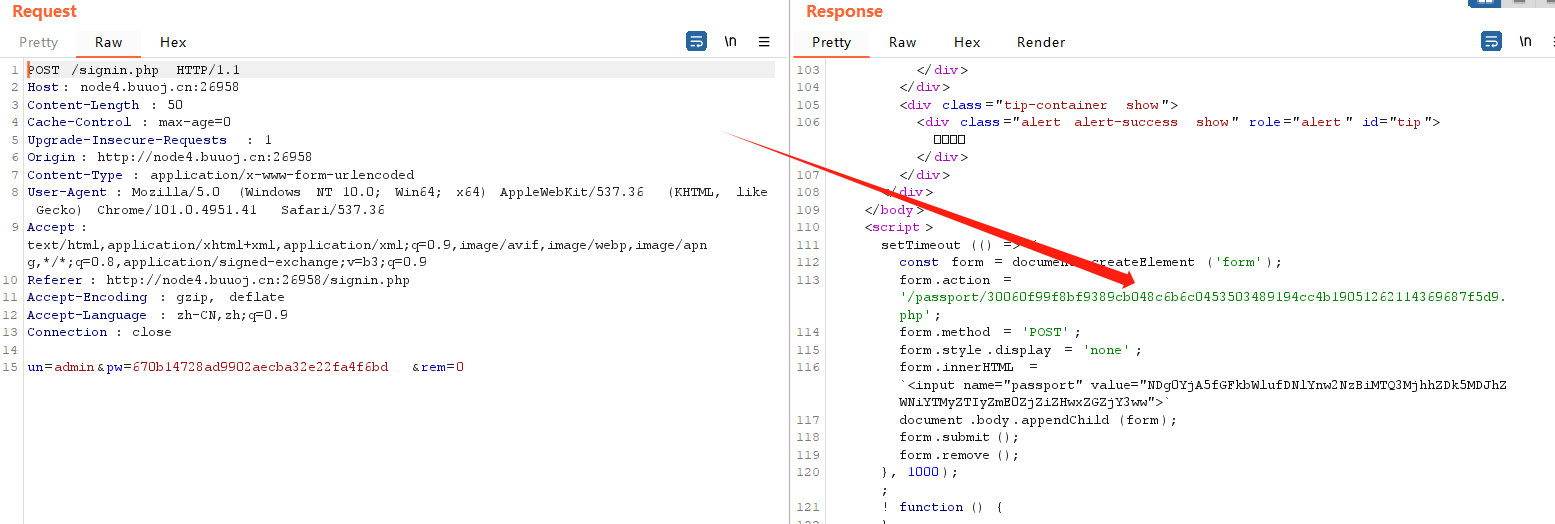 Request
Pretty Raw Hex \n
1 POST /signin.php HTTP/1.1
2 Host: node4.buuoj.cn:26958
3 Content-Length : 50
4 Cache-Control : max-age=0
5 Upgrade-Insecure-Requests : 1
6 Origin: http://node4.buuoj.cn:26958
7 Content-Type : application/x-www-form-urlencoded
8 User-Agent : Mozilla/5.0 (Windows NT 10.0; Win64; x64) AppleWebKit/537.36 (KHTML, like
Gecko) Chrome/101.0.4951.41 Safari/537.36
9 Accept :
text/html,application/xhtml+xml,application/xml;q=0.9,image/avif,image/webp,image/apn
g,*/*;q=0.8,application/signed-exchange;v=b3;q=0.9
10 Referer : http://node4.buuoj.cn:26958/signin.php
11 Accept-Encoding : gzip, deflate
12 Accept-Language : zh-CN,zh;q=0.9
13 Connection : close
14
15 un=admin&pw=670b14728ad9902aecba32e22fa4f6bd &rem=0
Response
Pretty Raw Hex Render \n
103 </div>
104 </div>
105 <div class="tip-container show">
106 <div class="alert alert-success show" role="alert" id="tip">
□□□□
</div>
107 </div>
108 </div>
109 </body>
110 <script>
111 setTimeout (() =>
112 const form = document.createElement ('form');
113 form.action =
'/passport/30060f99f8bf9389cb048c6b6c0453503489194cc4b19051262114369687f5d9.
php';
114 form.method = 'POST';
115 form.style.display = 'none';
116 form.innerHTML =
`<input name="passport" value="NDg0YjA5fGFkbWlufDNlYnw2NzBiMTQ3MjhhZDk5MDJhZ
WNiYTMyZTIyZmE0ZjZiZHwxZGZjY3ww">`
117 document.body.appendChild (form);
118 form.submit ();
119 form.remove ();
120 }, 1000);
;
121 ! function () {